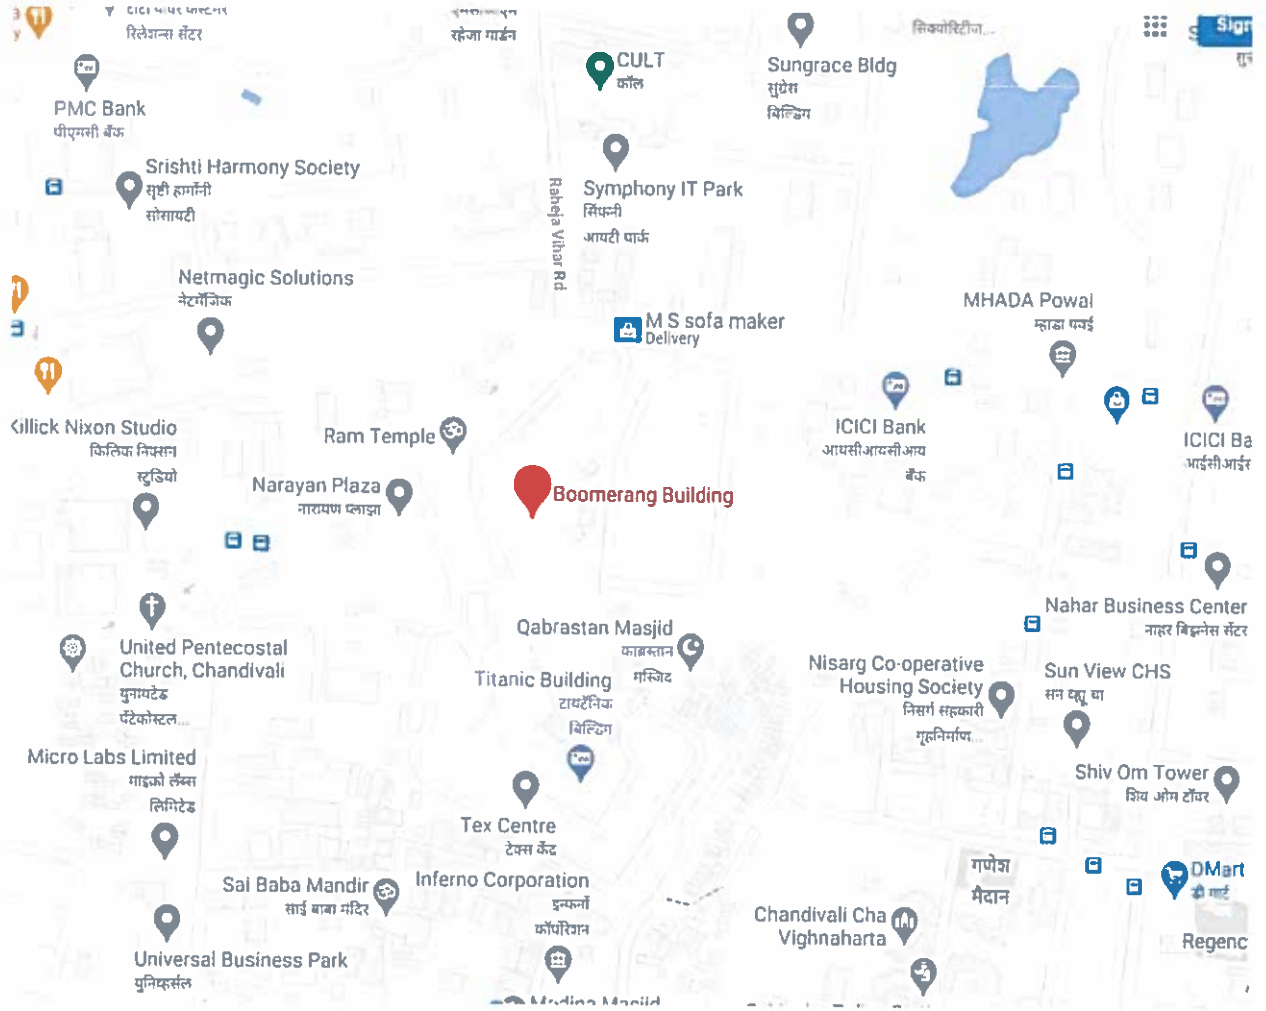 रिलेशन्स सेंटर
रहेजा गार्डन
CULT
कॉल
Sungrace Bldg
सुग्रेस
बिल्डिंग
सिक्योरिटीज...
Sign
PMC Bank
पीएमसी बँक
Srishti Harmony Society
सृष्टी हार्मोनी
सोसायटी
Symphony IT Park
सिंफनी
आयटी पार्क
Raheja Vihar Rd
Netmagic Solutions
नेटमॅजिक
M S sofa maker
Delivery
MHADA Powai
म्हाडा पवई
Killick Nixon Studio
किलिक निक्सन
स्टुडियो
Ram Temple
ICICI Bank
आयसीआयसीआय
बँक
ICICI Ba
आईसीआईर
Narayan Plaza
नारायण प्लाझा
Boomerang Building
Nahar Business Center
नाहर बिझनेस सेंटर
United Pentecostal
Church, Chandivali
युनायटेड
पेंटेकोस्टल...
Qabrastan Masjid
काब्रस्तान
मस्जिद
Titanic Building
टायटॅनिक
बिल्डिंग
Nisarg Co-operative
Housing Society
निसर्ग सहकारी
गृहनिर्माण...
Sun View CHS
सन व्ह्यू चा
Micro Labs Limited
माइक्रो लॅब्स
लिमिटेड
Shiv Om Tower
शिव ओम टॉवर
Tex Centre
टेक्स केंद्र
गणेश
मैदान
DMart
डी मार्ट
Sai Baba Mandir
साई बाबा मंदिर
Inferno Corporation
इन्फर्नो
कॉर्पोरेशन
Chandivali Cha
Vighnaharta
Regenc
Universal Business Park
युनिव्हर्सल
Madina Masjid